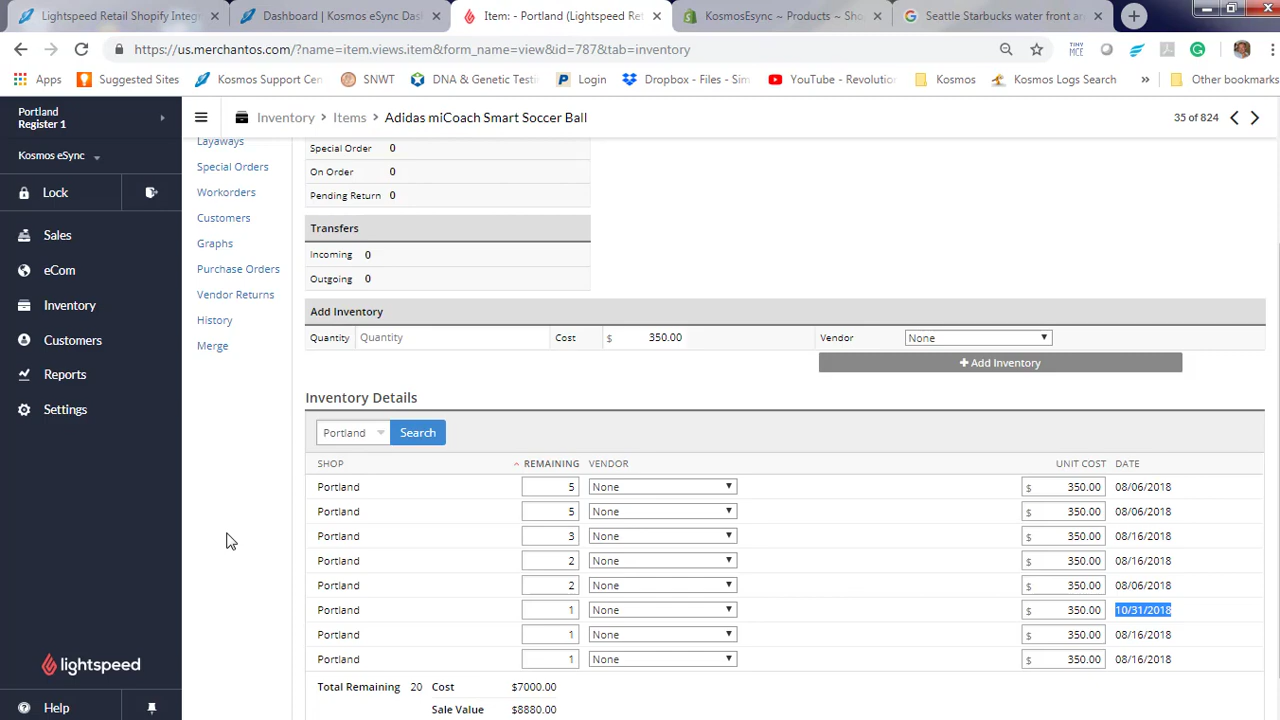 Lightspeed Retail Shopify Integr
Dashboard | Kosmos eSync Das
Item: - Portland (Lightspeed Ret
KosmosEsync ~ Products ~ Sho
Seattle Starbucks water front an
https://us.merchantos.com/?name=item.views.item&form_name=view&id=787&tab=inventory
TINY
MCE
Apps
Suggested Sites
Kosmos Support Cen
SNWT
DNA & Genetic Testi
Login
Dropbox - Files - Sim
YouTube - Revolution
Kosmos
Kosmos Logs Search
»
Other bookmarks
Portland
Register 1
Inventory
Items
Adidas miCoach Smart Soccer Ball
35 of 824
Kosmos eSync
Lock
Sales
eCom
Inventory
Customers
Reports
Settings
lightspeed
Help
Layaways
Special Orders
Workorders
Customers
Graphs
Purchase Orders
Vendor Returns
History
Merge
Special Order 0
On Order 0
Pending Return 0
Transfers
Incoming 0
Outgoing 0
Add Inventory
Quantity Quantity Cost $ 350.00 Vendor None
+ Add Inventory
Inventory Details
Portland Search
SHOP REMAINING VENDOR UNIT COST DATE
Portland 5 None $ 350.00 08/06/2018
Portland 5 None $ 350.00 08/06/2018
Portland 3 None $ 350.00 08/16/2018
Portland 2 None $ 350.00 08/16/2018
Portland 2 None $ 350.00 08/06/2018
Portland 1 None $ 350.00 10/31/2018
Portland 1 None $ 350.00 08/16/2018
Portland 1 None $ 350.00 08/16/2018
Total Remaining 20 Cost $7000.00
Sale Value $8880.00